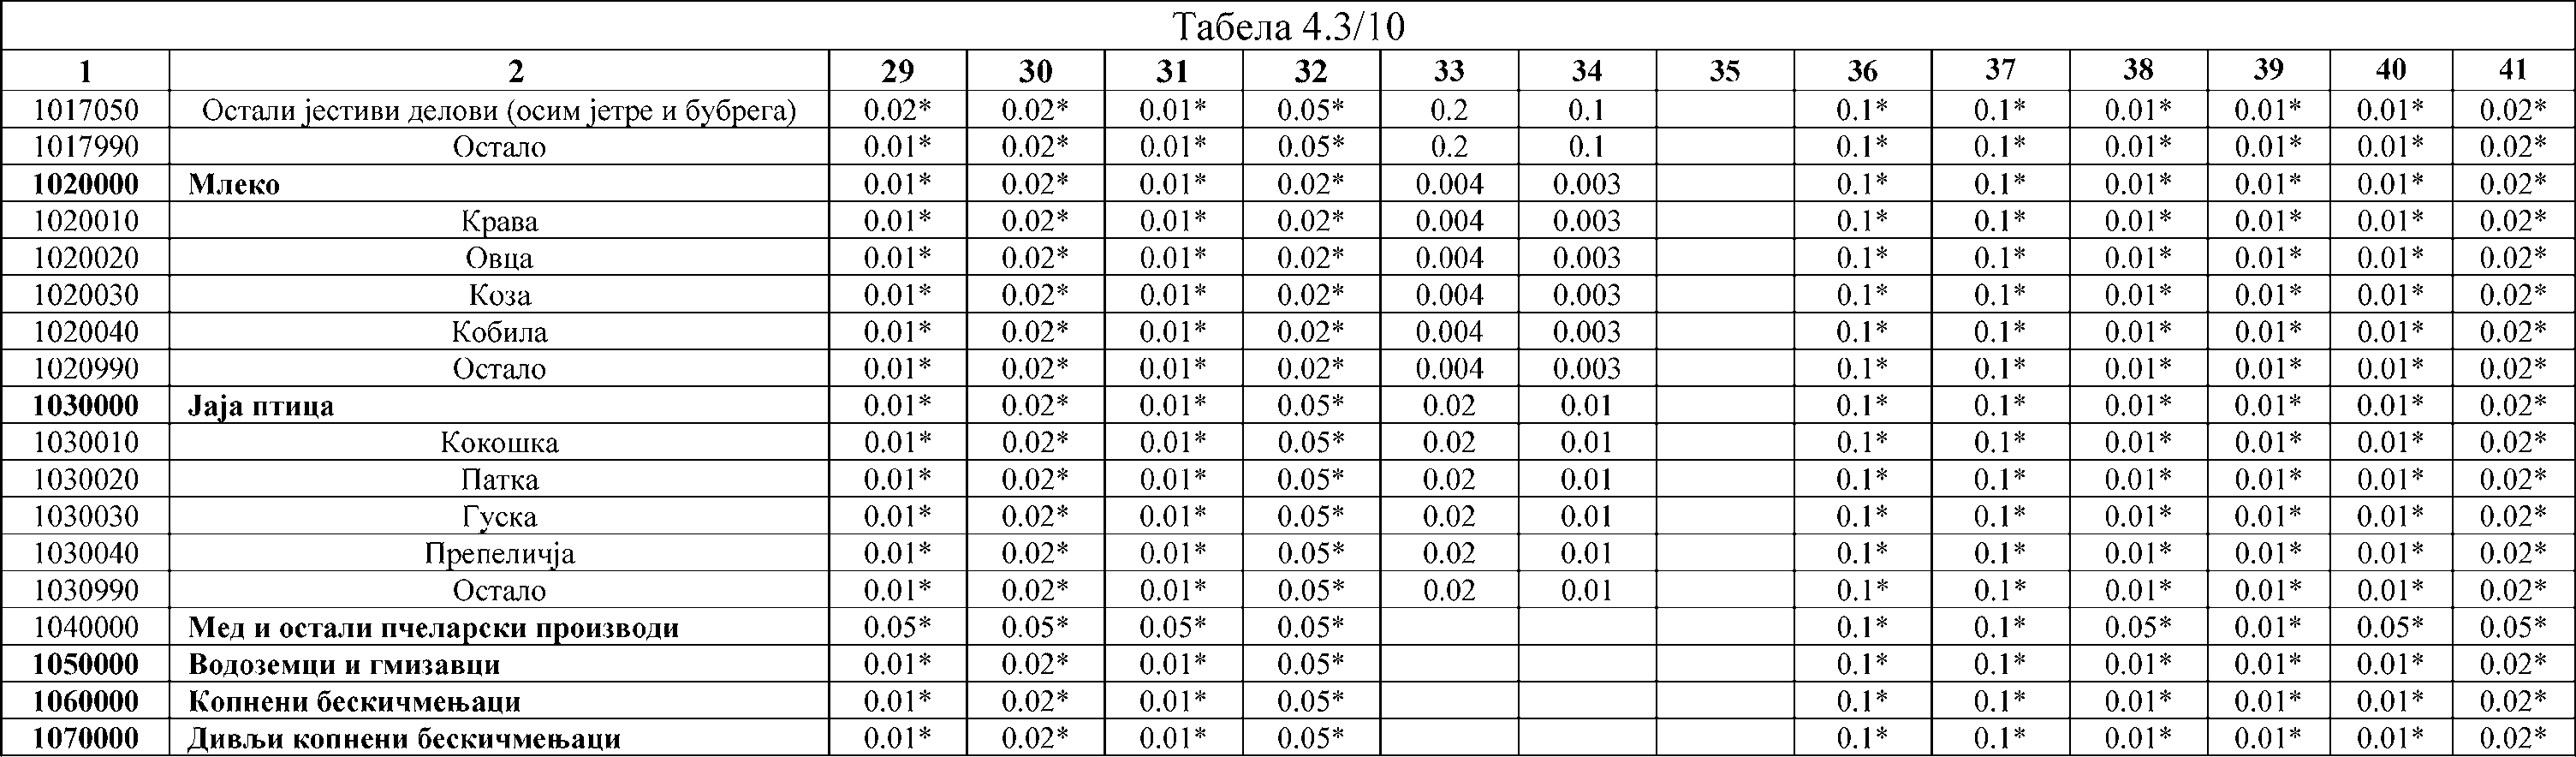 Табела 4.3/10
1 2 29 30 31 32 33 34 35 36 37 38 39 40 41
1017050 Остали јестиви делови (осим јетре и бубрега) 0.02* 0.02* 0.01* 0.05* 0.2 0.1 0.1* 0.1* 0.01* 0.01* 0.01* 0.02*
1017990 Остало 0.01* 0.02* 0.01* 0.05* 0.2 0.1 0.1* 0.1* 0.01* 0.01* 0.01* 0.02*
1020000 Млеко 0.01* 0.02* 0.01* 0.02* 0.004 0.003 0.1* 0.1* 0.01* 0.01* 0.01* 0.02*
1020010 Крава 0.01* 0.02* 0.01* 0.02* 0.004 0.003 0.1* 0.1* 0.01* 0.01* 0.01* 0.02*
1020020 Овца 0.01* 0.02* 0.01* 0.02* 0.004 0.003 0.1* 0.1* 0.01* 0.01* 0.01* 0.02*
1020030 Коза 0.01* 0.02* 0.01* 0.02* 0.004 0.003 0.1* 0.1* 0.01* 0.01* 0.01* 0.02*
1020040 Кобила 0.01* 0.02* 0.01* 0.02* 0.004 0.003 0.1* 0.1* 0.01* 0.01* 0.01* 0.02*
1020990 Остало 0.01* 0.02* 0.01* 0.02* 0.004 0.003 0.1* 0.1* 0.01* 0.01* 0.01* 0.02*
1030000 Јаја птица 0.01* 0.02* 0.01* 0.05* 0.02 0.01 0.1* 0.1* 0.01* 0.01* 0.01* 0.02*
1030010 Кокошка 0.01* 0.02* 0.01* 0.05* 0.02 0.01 0.1* 0.1* 0.01* 0.01* 0.01* 0.02*
1030020 Патка 0.01* 0.02* 0.01* 0.05* 0.02 0.01 0.1* 0.1* 0.01* 0.01* 0.01* 0.02*
1030030 Гуска 0.01* 0.02* 0.01* 0.05* 0.02 0.01 0.1* 0.1* 0.01* 0.01* 0.01* 0.02*
1030040 Препеличја 0.01* 0.02* 0.01* 0.05* 0.02 0.01 0.1* 0.1* 0.01* 0.01* 0.01* 0.02*
1030990 Остало 0.01* 0.02* 0.01* 0.05* 0.02 0.01 0.1* 0.1* 0.01* 0.01* 0.01* 0.02*
1040000 Мед и остали пчеларски производи 0.05* 0.05* 0.05* 0.05* 0.1* 0.1* 0.05* 0.01* 0.05* 0.05*
1050000 Водоземци и гмизавци 0.01* 0.02* 0.01* 0.05* 0.1* 0.1* 0.01* 0.01* 0.01* 0.02*
1060000 Копнени бескичмењаци 0.01* 0.02* 0.01* 0.05* 0.1* 0.1* 0.01* 0.01* 0.01* 0.02*
1070000 Дивљи копнени бескичмењаци 0.01* 0.02* 0.01* 0.05* 0.1* 0.1* 0.01* 0.01* 0.01* 0.02*